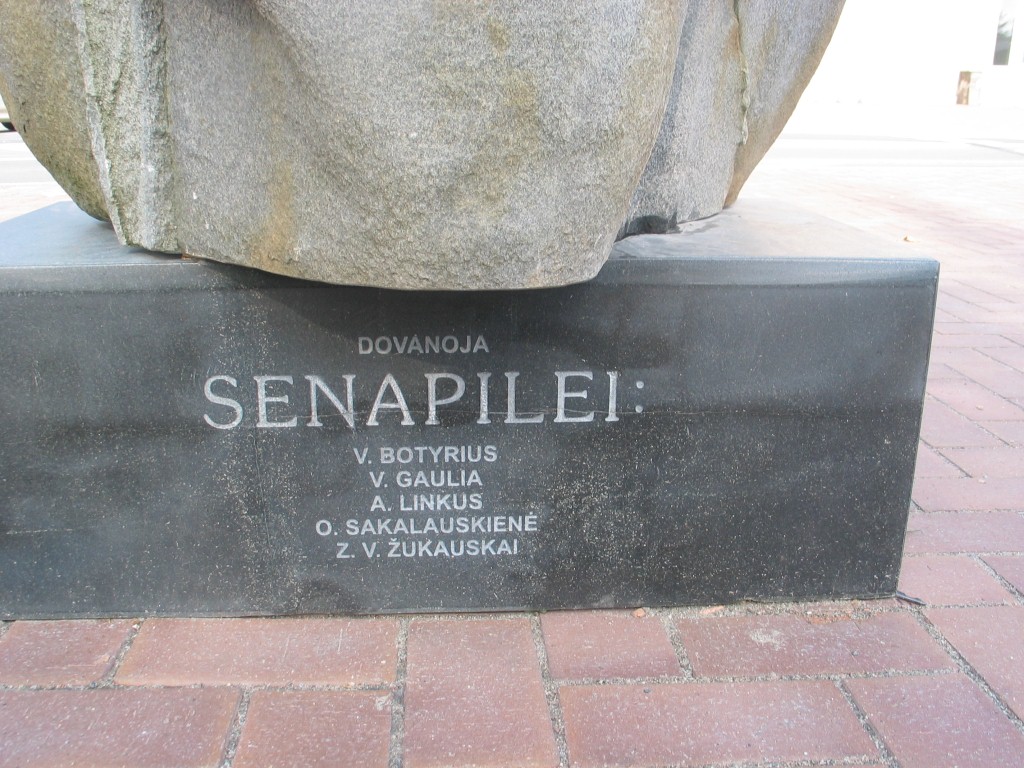 DOVANOJA
SENAPILEI:
V. BOTYRIUS
V. GAULIA
A. LINKUS
O. SAKALAUSKIENĖ
Z. V. ŽUKAUSKAI